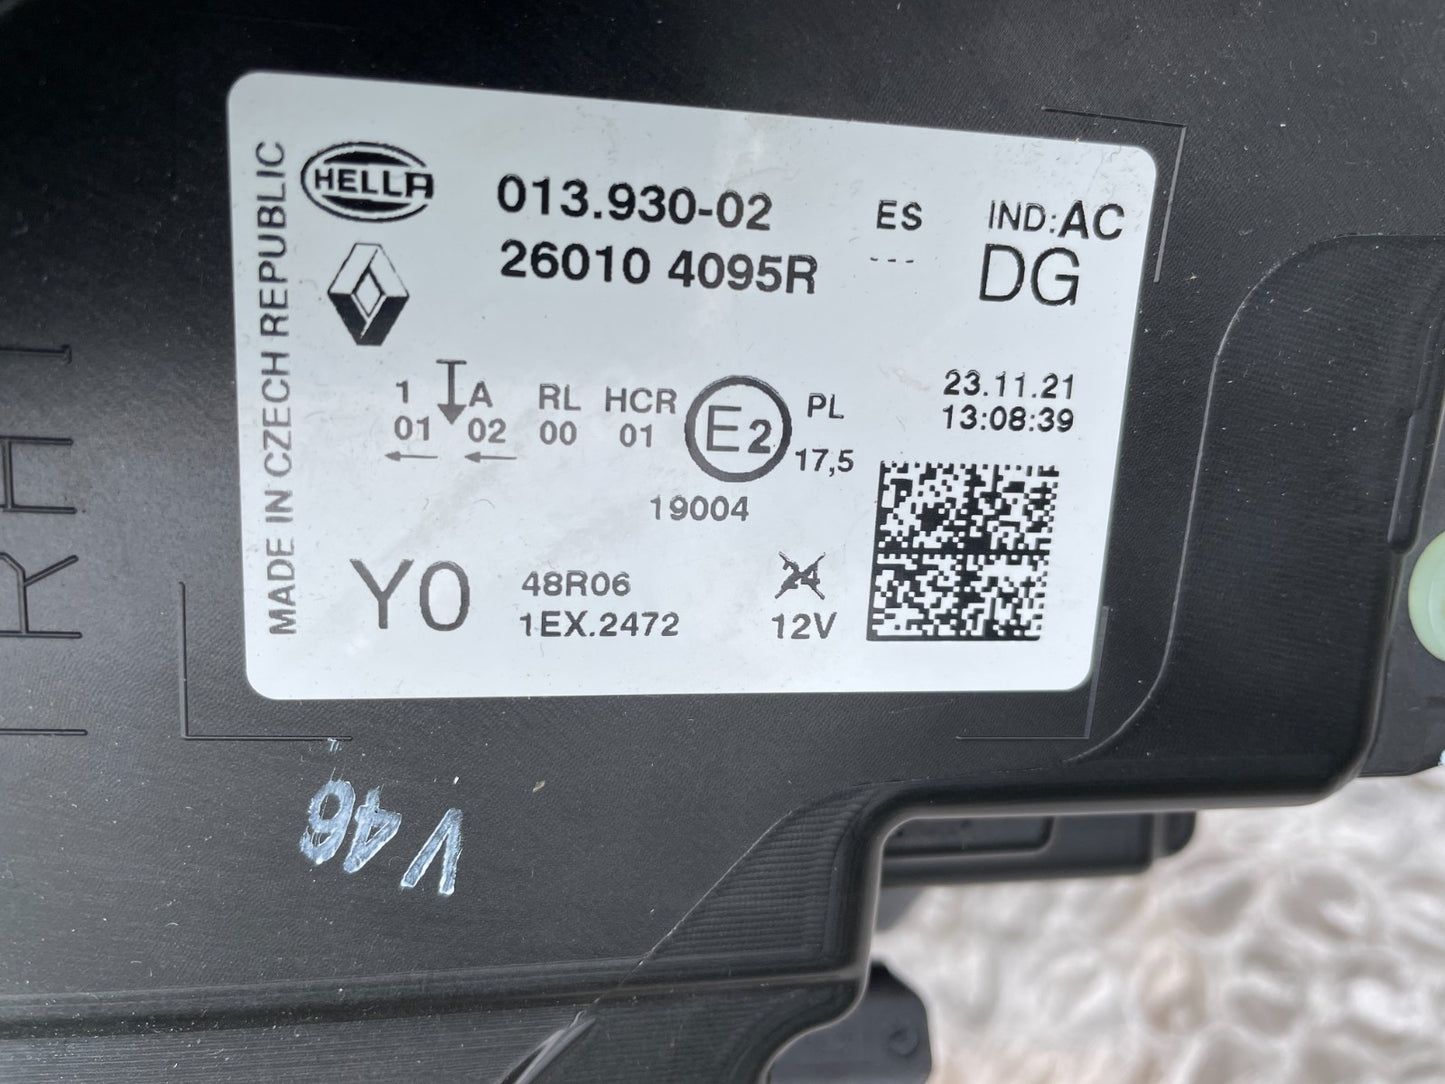 MADE IN CZECH REPUBLIC
HELLA
013.930-02
26010 4095R
ES
---
IND:AC
DG
1 A RL HCR
01 02 00 01
E2
PL
17,5
19004
23.11.21
13:08:39
Y0
48R06
1EX.2472
24
12V
V 46